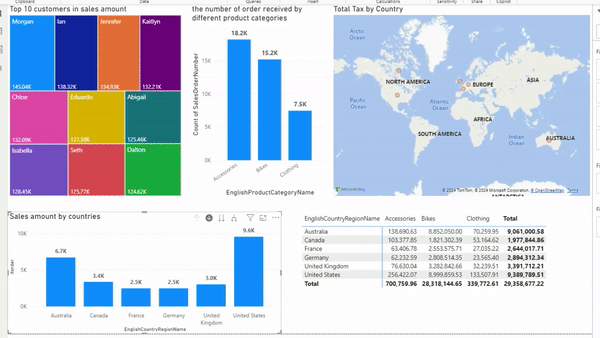 Clipboard Data Queries Insert Calculations Sensitivity Share Copilot
Top 10 customers in sales amount
Morgan Ian Jennifer Kaitlyn
145.04K 138.32K 134.93K 132.21K
Chloe Eduardo Abigail
132.09K 127.58K 125.46K
Isabella Seth Dalton
128.45K 125.77K 124.62K
the number of order received by
different product categories
Count of SalesOrderNumber
18.2K
15.2K
7.5K
15K
10K
5K
0K
Accessories Bikes Clothing
EnglishProductCategoryName
Total Tax by Country
Arctic
Ocean
NORTH AMERICA EUROPE ASIA
Pacific
Ocean
Atlantic
Ocean
AFRICA
SOUTH AMERICA
Indian
Ocean
AUSTRALIA
Microsoft
© 2024 TomTom, © 2024 Microsoft Corporation, © OpenStreetMap Terms
Sales amount by countries
10K
5K
0K
6.7K
3.4K
2.5K
2.5K
3.0K
9.6K
Australia Canada France Germany United
Kingdom
United States
EnglishCountryRegionName
EnglishCountryRegionName Accessories Bikes Clothing Total
Australia 138,690.63 8,852,050.00 70,259.95 9,061,000.58
Canada 103,377.85 1,821,302.39 53,164.62 1,977,844.86
France 63,406.78 2,553,575.71 27,035.22 2,644,017.71
Germany 62,232.59 2,808,514.35 23,565.40 2,894,312.34
United Kingdom 76,630.04 3,282,842.66 32,239.51 3,391,712.21
United States 256,422.07 8,999,859.53 133,507.91 9,389,789.51
Total 700,759.96 28,318,144.65 339,772.61 29,358,677.22